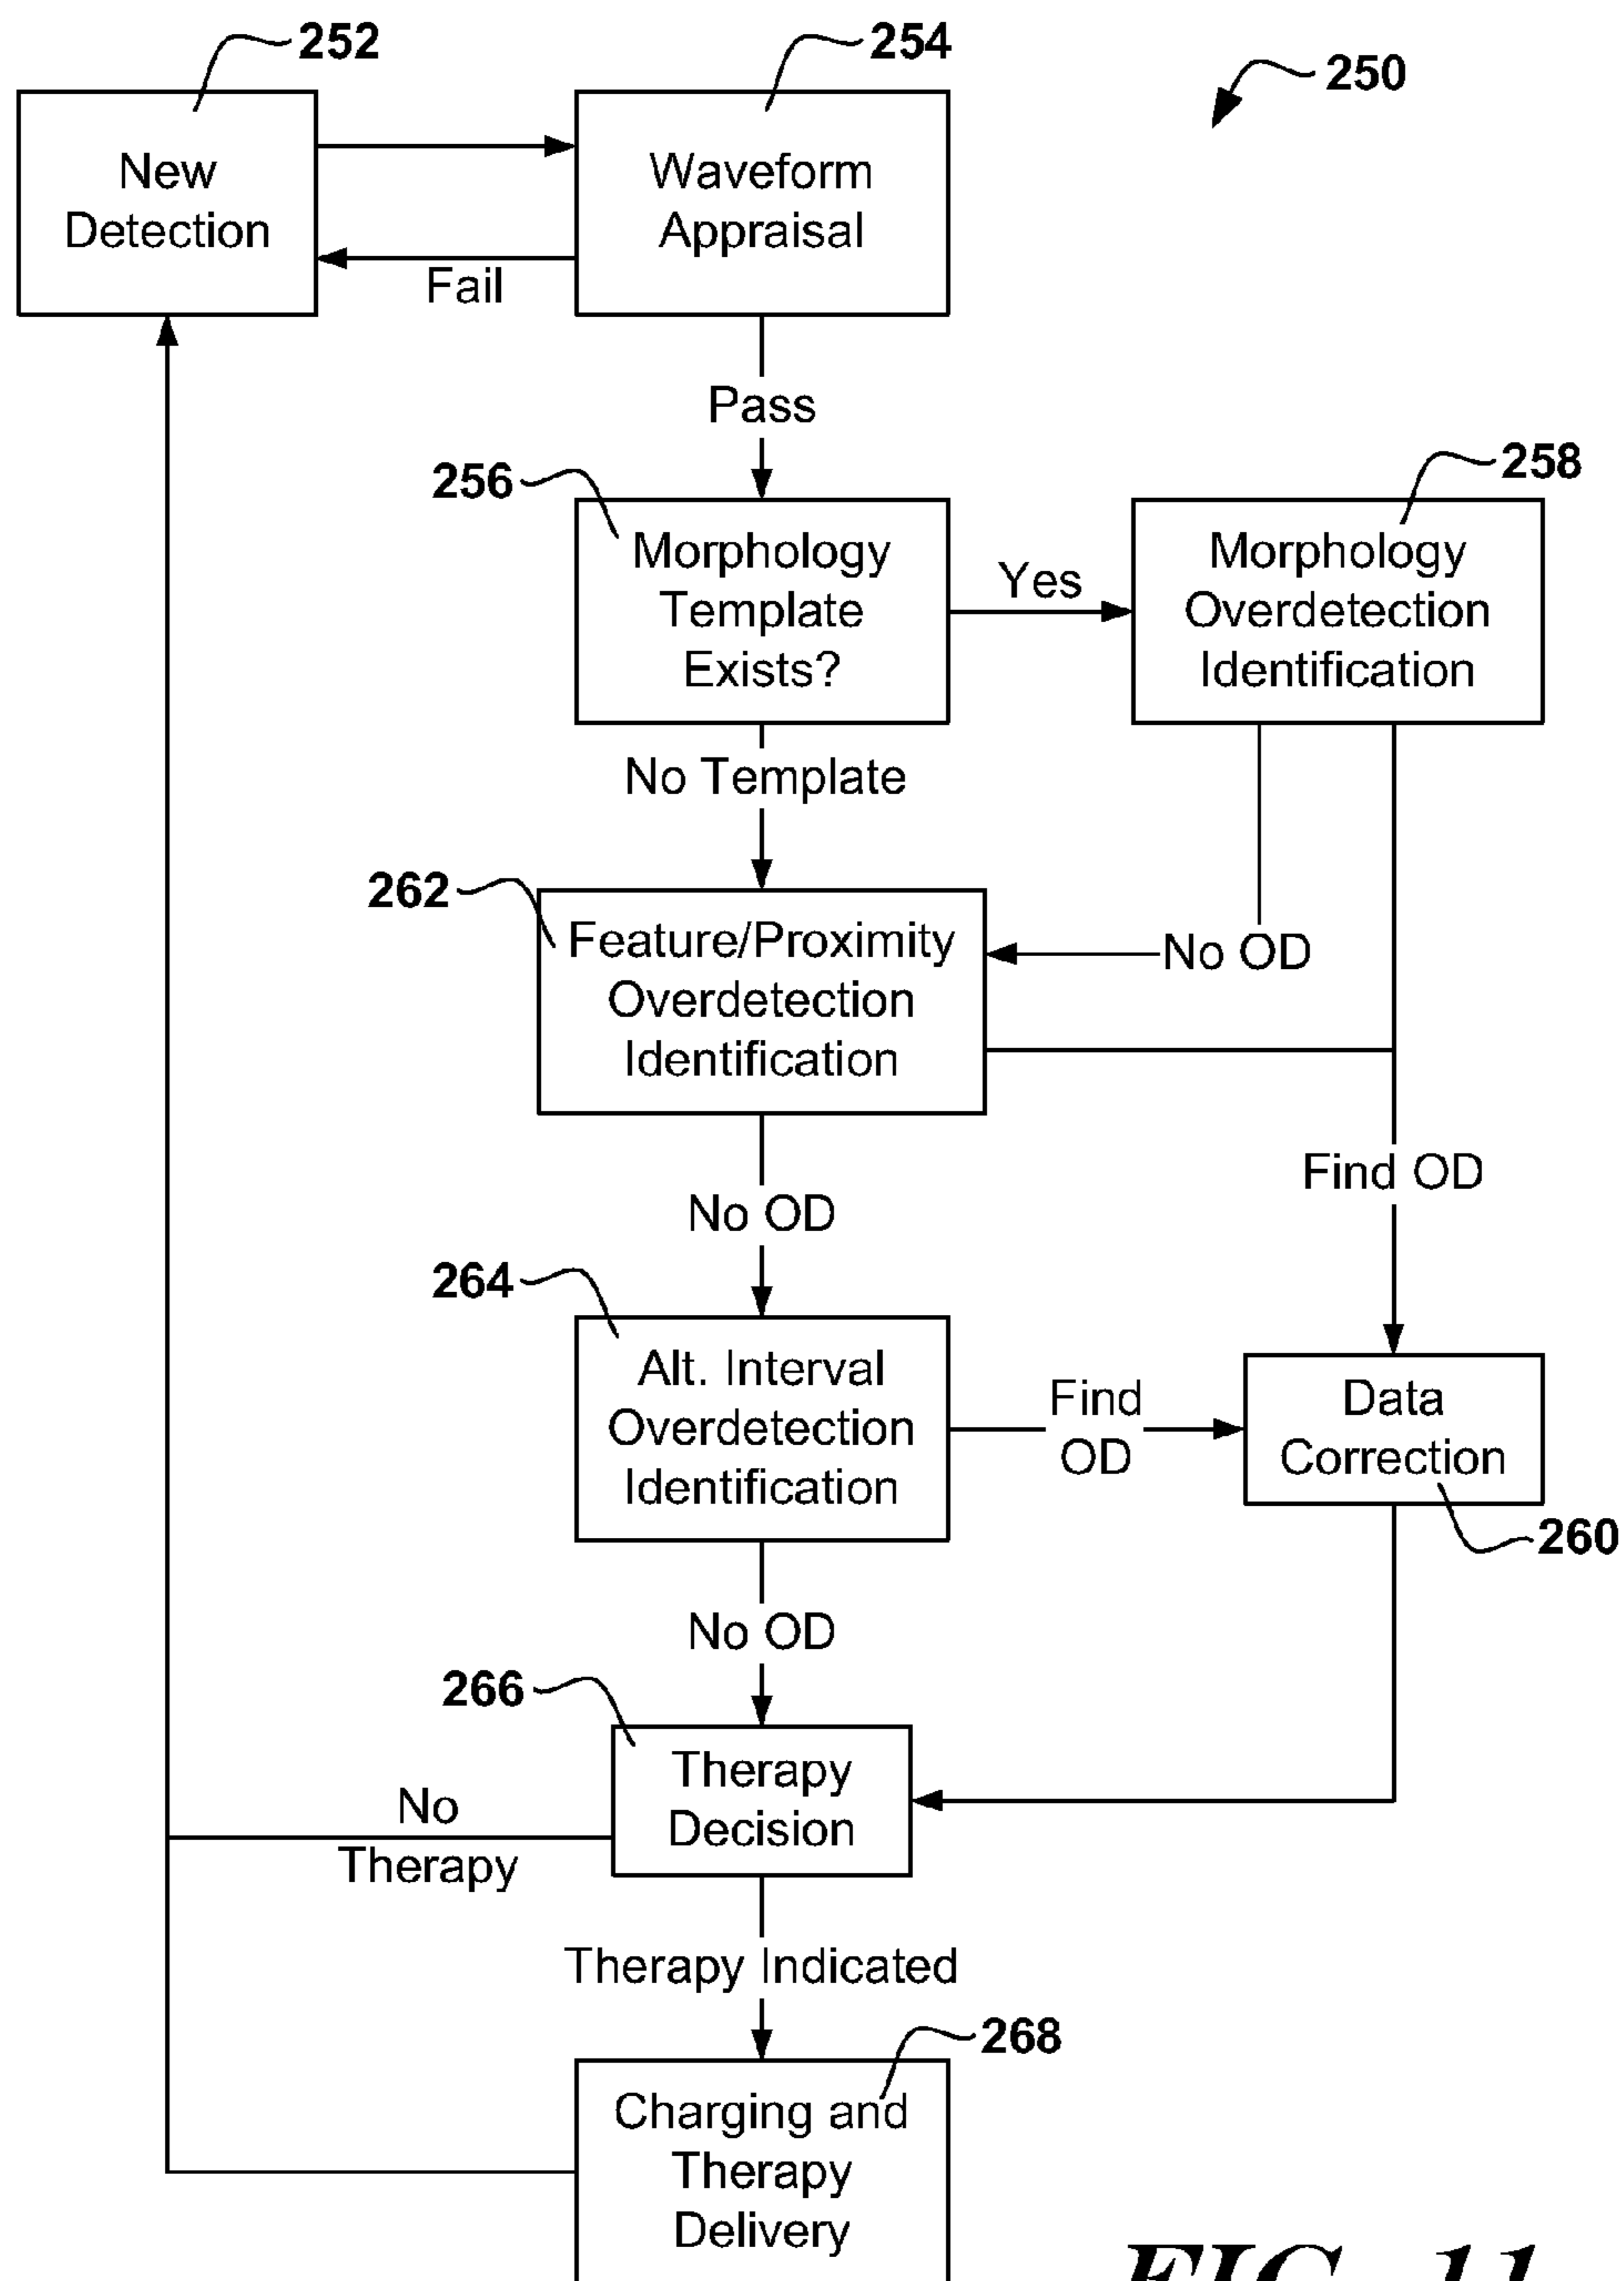 252
254
250
New
Detection
Waveform
Appraisal
Fail
Pass
256
258
Morphology
Template
Exists?
Yes
Morphology
Overdetection
Identification
No Template
262
Feature/Proximity
Overdetection
Identification
No OD
Find OD
No OD
264
Alt. Interval
Overdetection
Identification
Find
OD
Data
Correction
260
No OD
266
Therapy
Decision
No
Therapy
Therapy Indicated
268
Charging and
Therapy
Delivery
FIG. 11